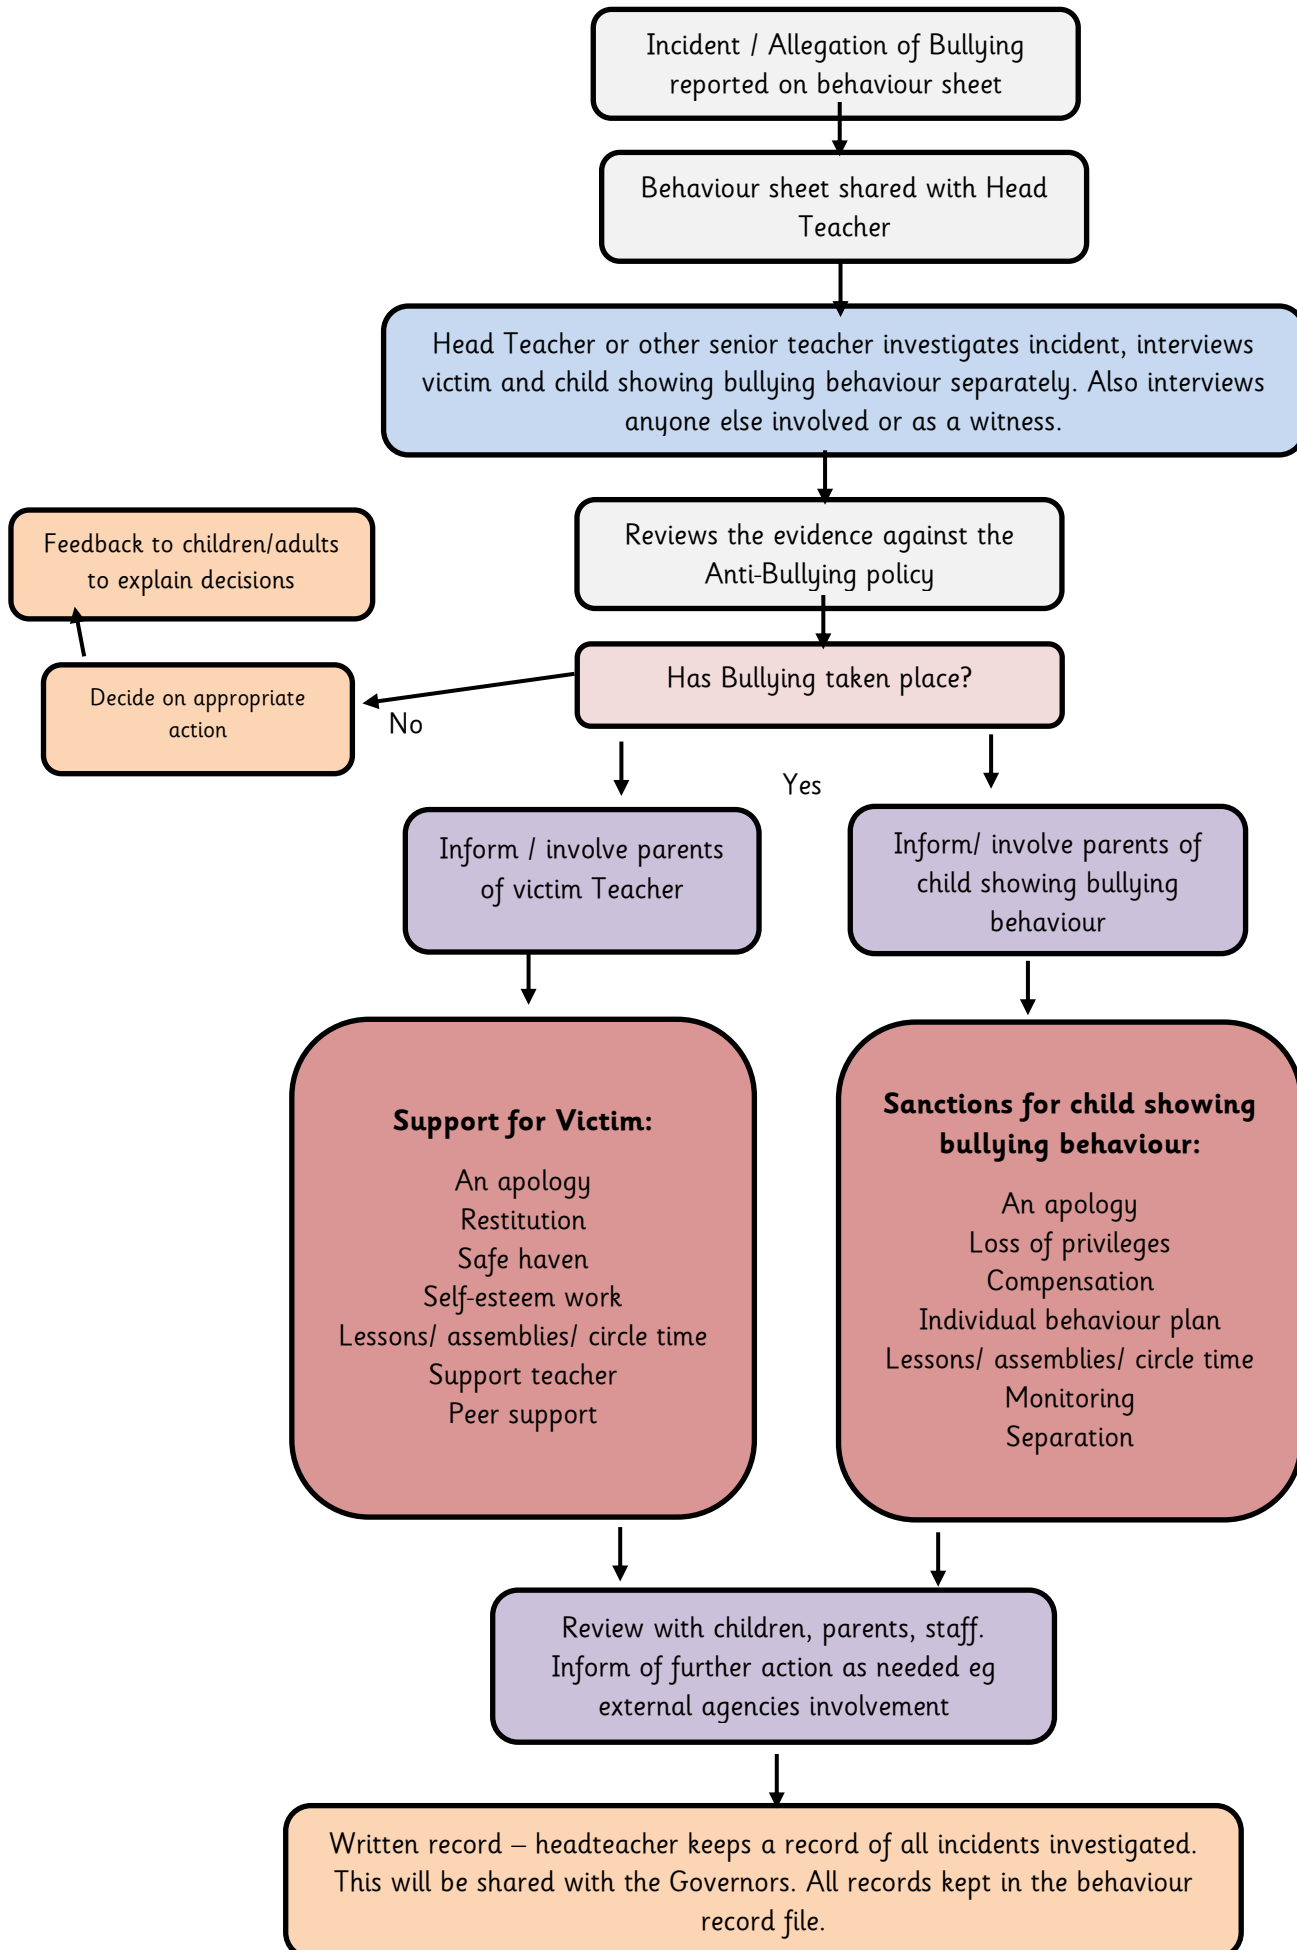 Incident / Allegation of Bullying
reported on behaviour sheet
Behaviour sheet shared with Head
Teacher
Head Teacher or other senior teacher investigates incident, interviews
victim and child showing bullying behaviour separately. Also interviews
anyone else involved or as a witness.
Reviews the evidence against the
Anti-Bullying policy
Feedback to children/adults
to explain decisions
Has Bullying taken place?
Decide on appropriate
action
No
Yes
Inform / involve parents
of victim Teacher
Inform/ involve parents of
child showing bullying
behaviour
Support for Victim:
An apology
Restitution
Safe haven
Self-esteem work
Lessons/ assemblies/ circle time
Support teacher
Peer support
Sanctions for child showing
bullying behaviour:
An apology
Loss of privileges
Compensation
Individual behaviour plan
Lessons/ assemblies/ circle time
Monitoring
Separation
Review with children, parents, staff.
Inform of further action as needed eg
external agencies involvement
Written record – headteacher keeps a record of all incidents investigated.
This will be shared with the Governors. All records kept in the behaviour
record file.